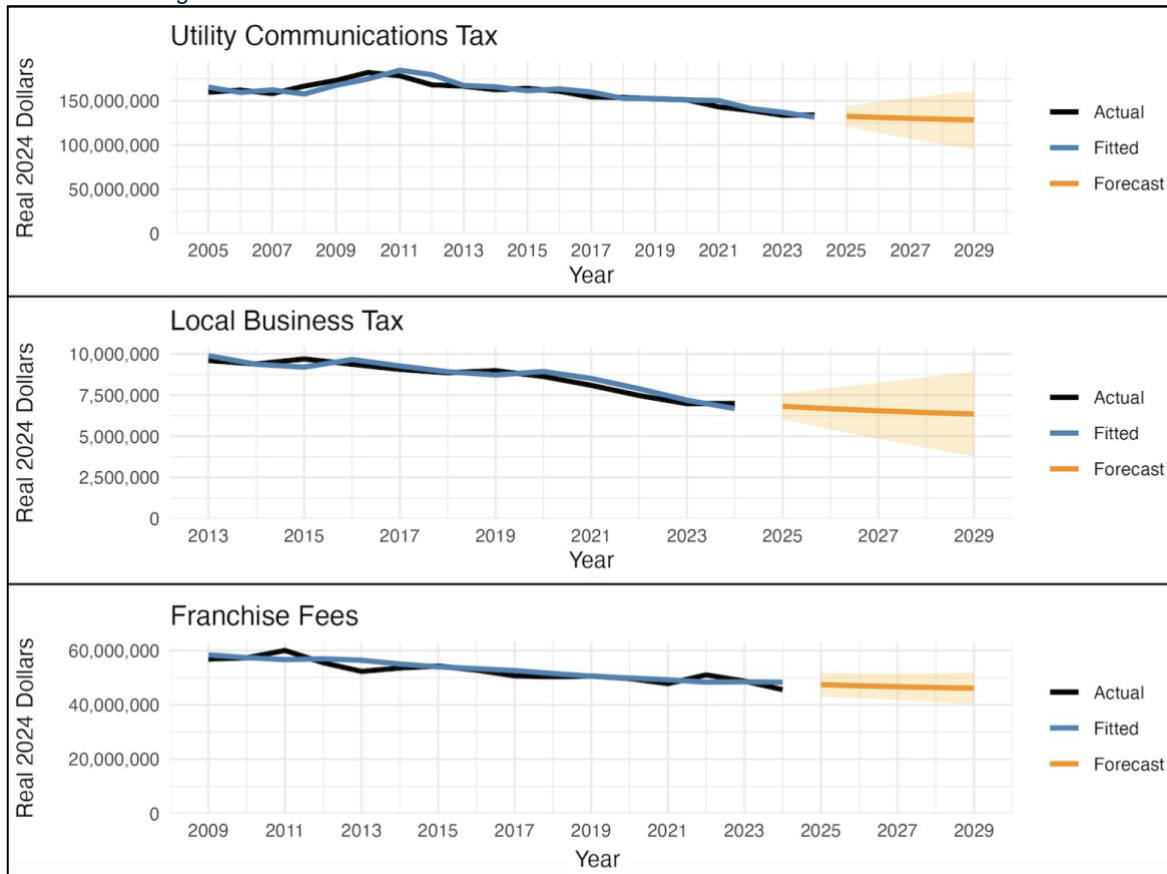 Utility Communications Tax
Real 2024 Dollars
150,000,000
100,000,000
50,000,000
0
2005 2007 2009 2011 2013 2015 2017 2019 2021 2023 2025 2027 2029
Year
Actual
Fitted
Forecast
Local Business Tax
Real 2024 Dollars
10,000,000
7,500,000
5,000,000
2,500,000
0
2013 2015 2017 2019 2021 2023 2025 2027 2029
Year
Actual
Fitted
Forecast
Franchise Fees
Real 2024 Dollars
60,000,000
40,000,000
20,000,000
0
2009 2011 2013 2015 2017 2019 2021 2023 2025 2027 2029
Year
Actual
Fitted
Forecast